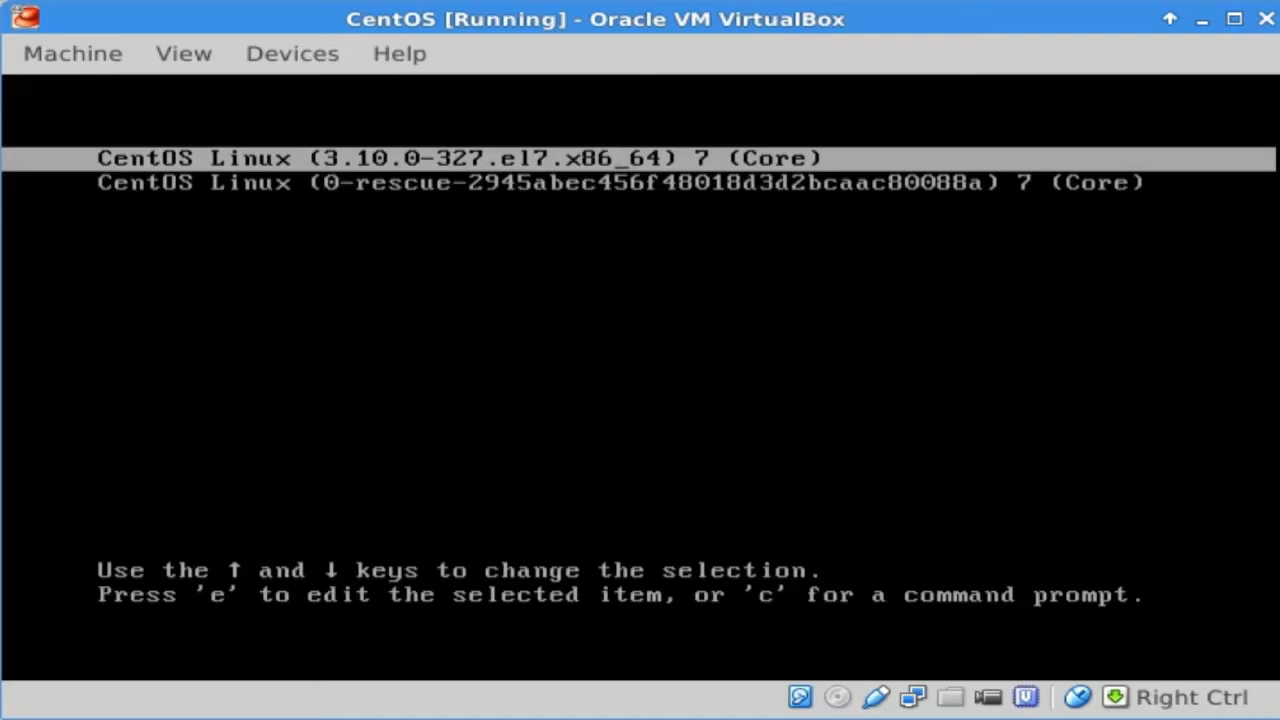 CentOS [Running] - Oracle VM VirtualBox
Machine View Devices Help
CentOS Linux (3.10.0-327.el7.x86_64) 7 (Core)
CentOS Linux (0-rescue-2945abec456f48018d3d2bcaac80088a) 7 (Core)
Use the ↑ and ↓ keys to change the selection.
Press 'e' to edit the selected item, or 'c' for a command prompt.
Right Ctrl